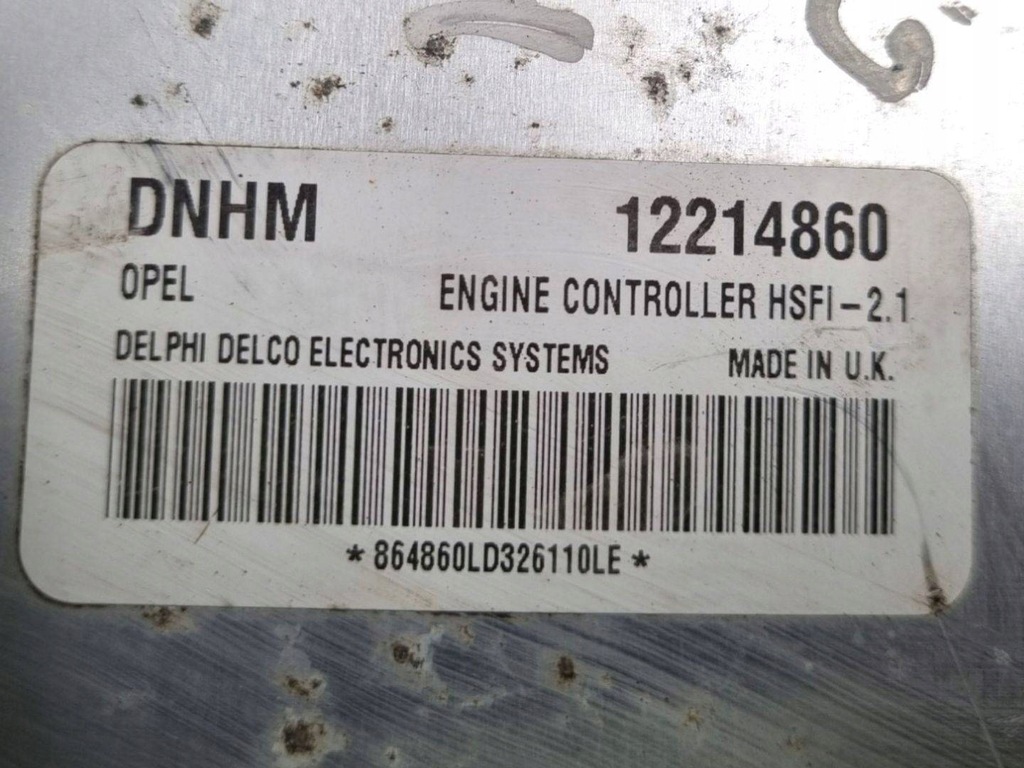 DNHM 12214860
OPEL ENGINE CONTROLLER HSFI-2.1
DELPHI DELCO ELECTRONICS SYSTEMS MADE IN U.K.
*864860LD326110LE*